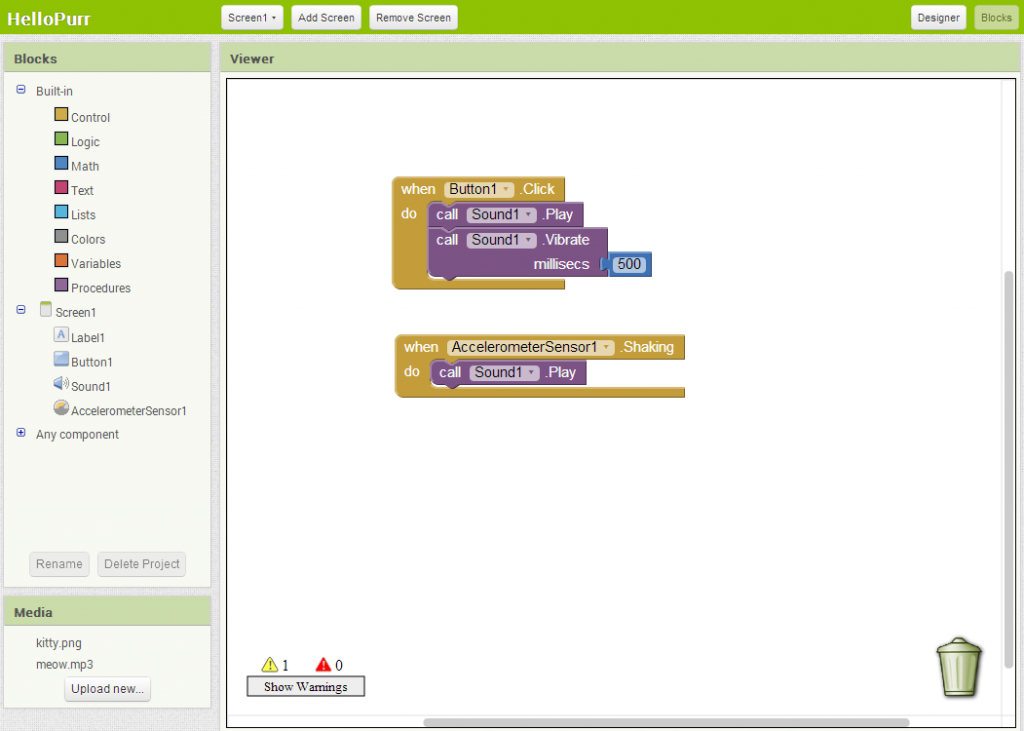 HelloPurr
Screen1 Add Screen Remove Screen Designer Blocks
Blocks
Built-in
Control
Logic
Math
Text
Lists
Colors
Variables
Procedures
Screen1
A Label1
Button1
Sound1
AccelerometerSensor1
Any component
Rename Delete Project
Media
kitty.png
meow.mp3
Upload new...
Viewer
when Button1 .Click
do call Sound1 .Play
call Sound1 .Vibrate
millisecs 500
when AccelerometerSensor1 .Shaking
do call Sound1 .Play
1 0
Show Warnings